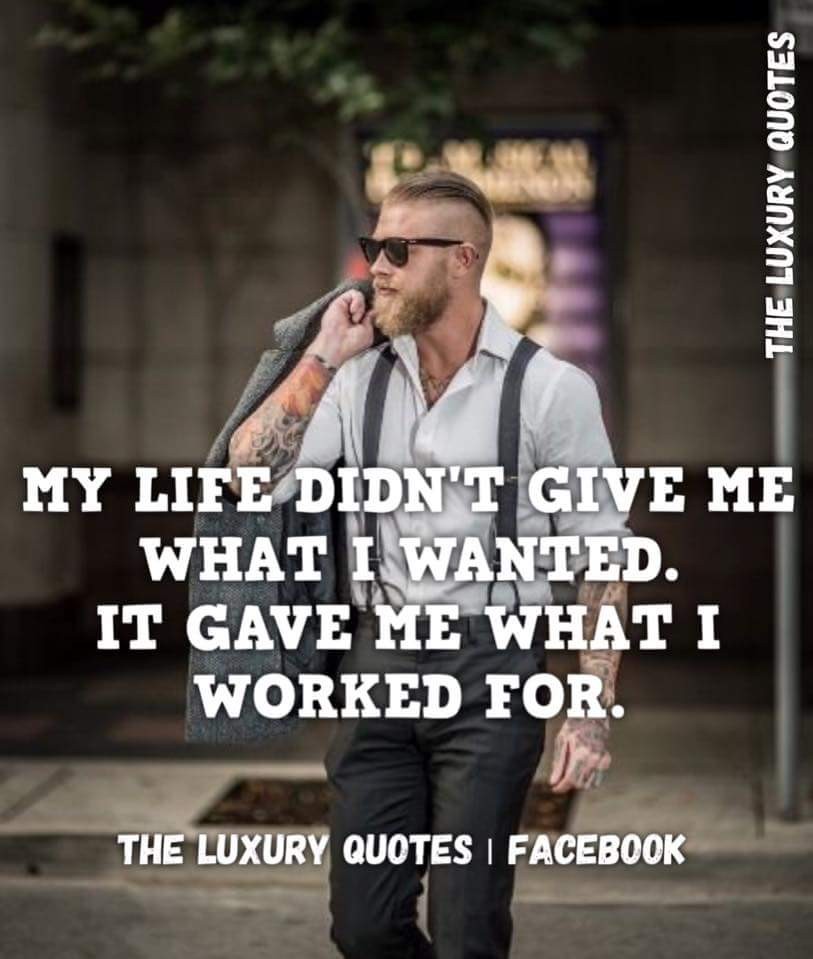 THE LUXURY QUOTES
MY LIFE DIDN'T GIVE ME
WHAT I WANTED.
IT GAVE ME WHAT I
WORKED FOR.
THE LUXURY QUOTES | FACEBOOK